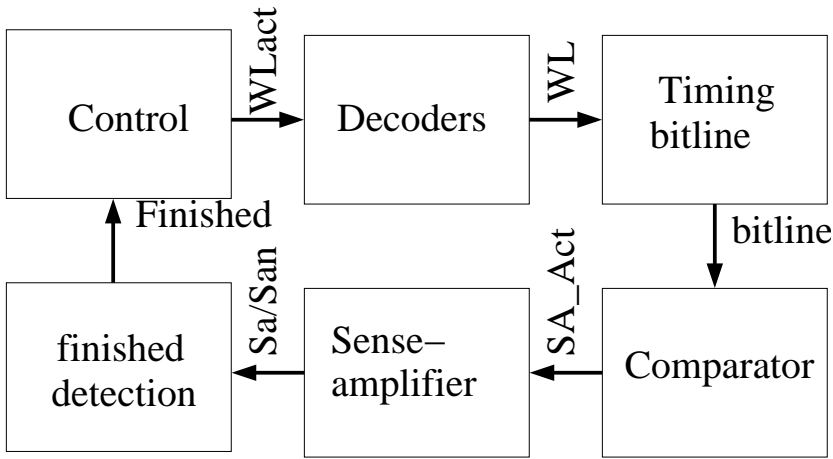 Control
WLact
Decoders
WL
Timing
bitline
bitline
Comparator
SA_Act
Sense–
amplifier
Sa/San
finished
detection
Finished